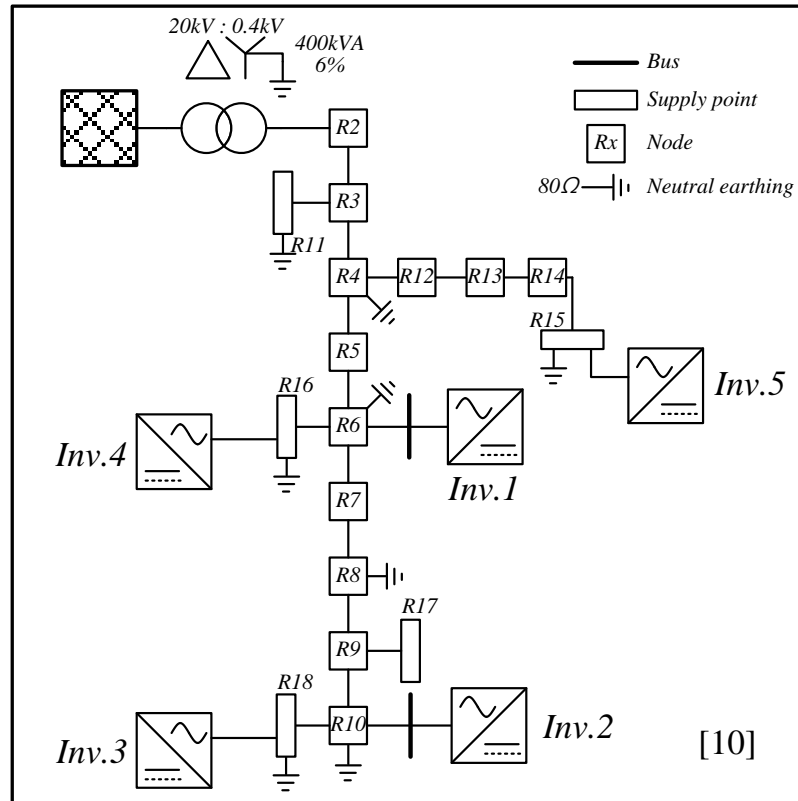 20kV : 0.4kV
400kVA
6%
Bus
Supply point
Rx Node
80Ω Neutral earthing
R2
R3
R11
R4 R12 R13 R14
R15
R5
Inv.5
R16
R6
Inv.4
Inv.1
R7
R8
R17
R9
R18
R10
Inv.3
Inv.2
[10]